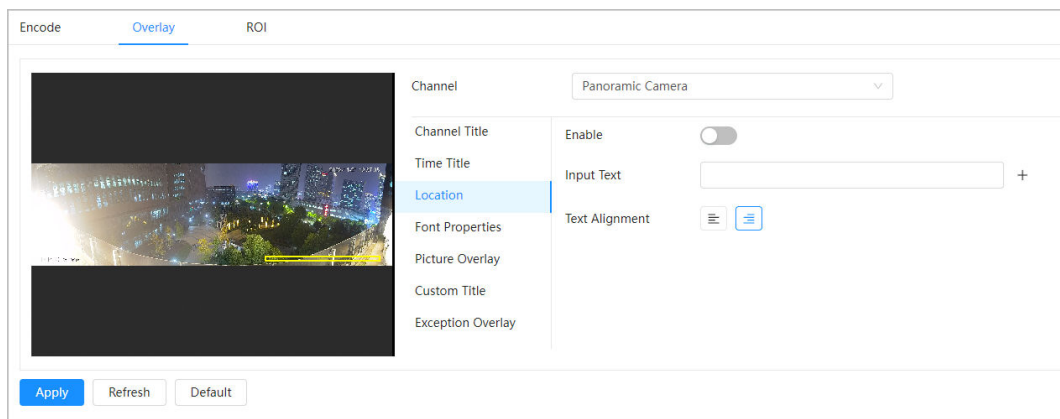 Encode Overlay ROI
Channel Panoramic Camera
Channel Title
Time Title
Location
Font Properties
Picture Overlay
Custom Title
Exception Overlay
Enable
Input Text +
Text Alignment
Apply Refresh Default